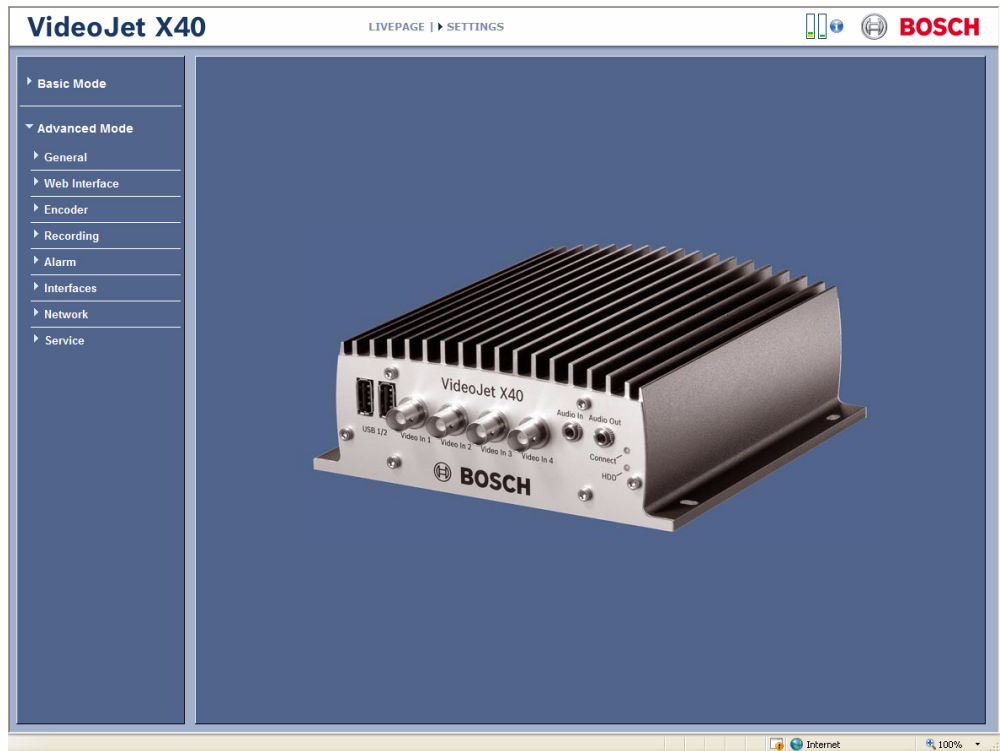 VideoJet X40
LIVEPAGE | SETTINGS
BOSCH
Basic Mode
Advanced Mode
General
Web Interface
Encoder
Recording
Alarm
Interfaces
Network
Service
VideoJet X40
USB 1/2
Video In 1
Video In 2
Video In 3
Video In 4
Audio In
Audio Out
Connect
HDD
BOSCH
Internet
100%